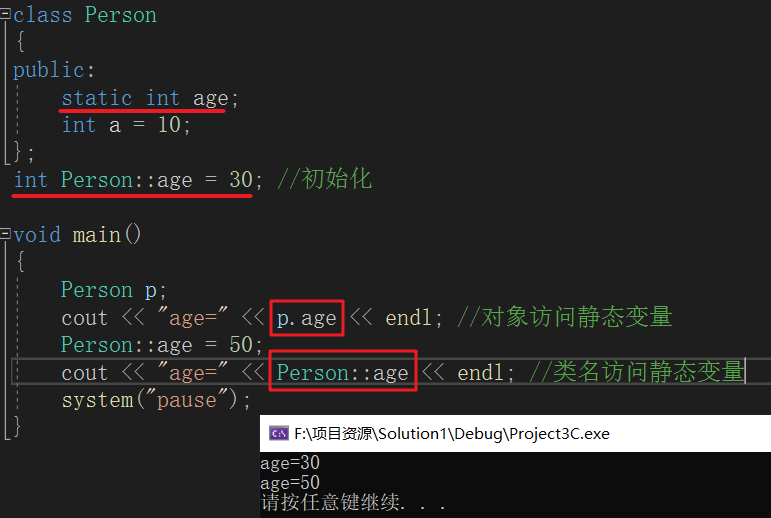 class Person
{
public:
    static int age;
    int a = 10;
};
int Person::age = 30; //初始化

void main()
{
    Person p;
    cout << "age=" << p.age << endl; //对象访问静态变量
    Person::age = 50;
    cout << "age=" << Person::age << endl; //类名访问静态变量
    system("pause");
}
F:\项目资源\Solution1\Debug\Project3C.exe
age=30
age=50
请按任意键继续. . .